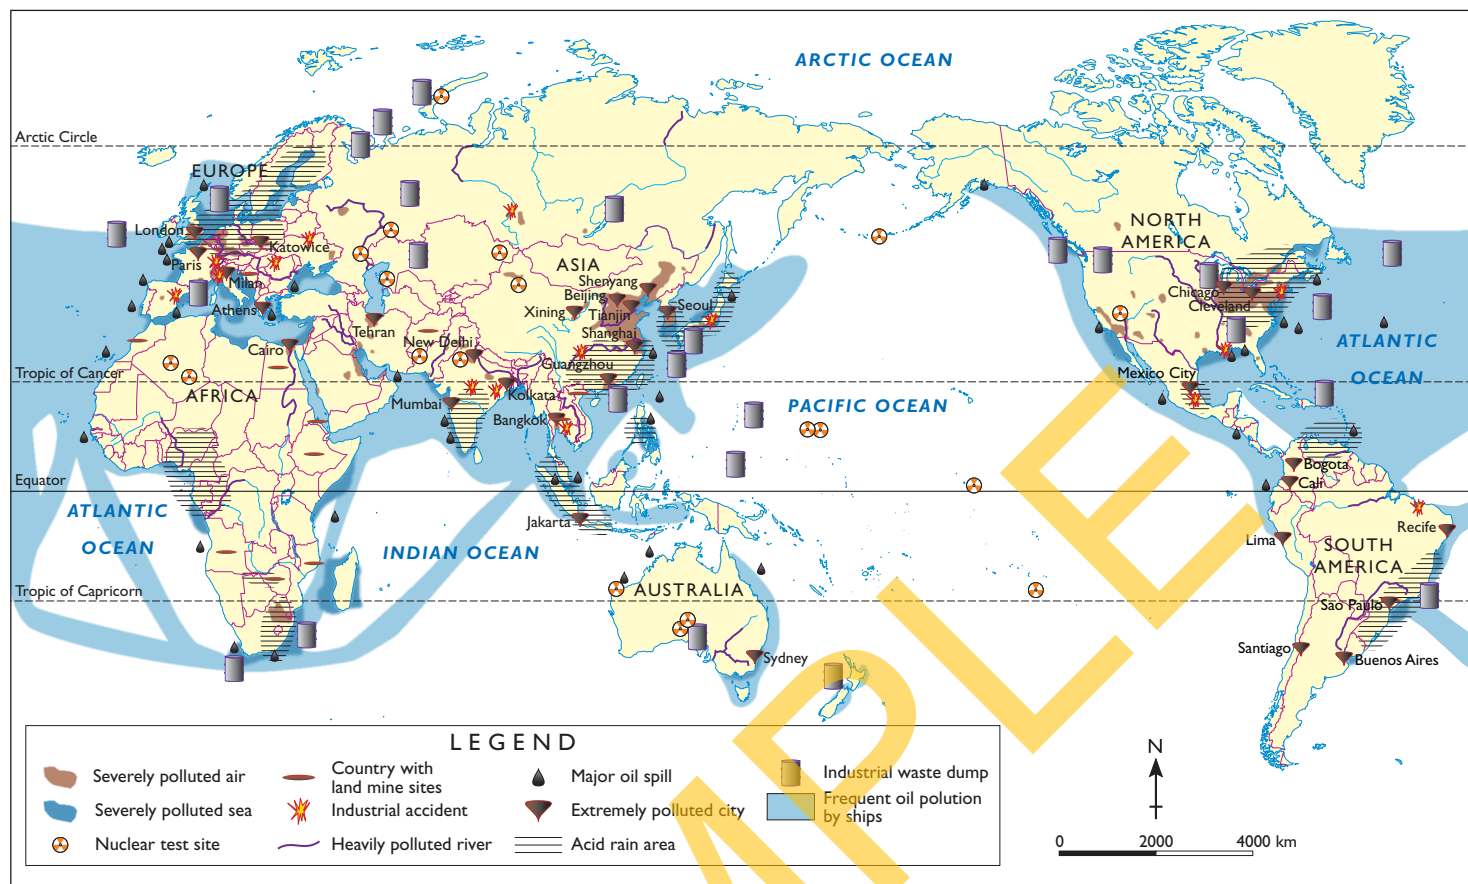 ARCTIC OCEAN
Arctic Circle
EUROPE
London
Katowice
Paris
Milan
Athens
NORTH
AMERICA
ASIA
Shenyang
Beijing
Xining
Tianjin
Seoul
Shanghai
Chicago
Cleveland
Tehran
New Delhi
Cairo
Guangzhou
ATLANTIC
OCEAN
Tropic of Cancer
AFRICA
Mumbai
Kolkata
Bangkok
Mexico City
PACIFIC OCEAN
Bogota
Cali
Equator
ATLANTIC
OCEAN
Jakarta
INDIAN OCEAN
Recife
Lima
SOUTH
AMERICA
Tropic of Capricorn
AUSTRALIA
Sao Paulo
Santiago
Buenos Aires
Sydney
LEGEND
Severely polluted air
Country with
land mine sites
Major oil spill
Industrial waste dump
Severely polluted sea
Industrial accident
Extremely polluted city
Frequent oil polution
by ships
Nuclear test site
Heavily polluted river
Acid rain area
N
0 2000 4000 km
MPLE